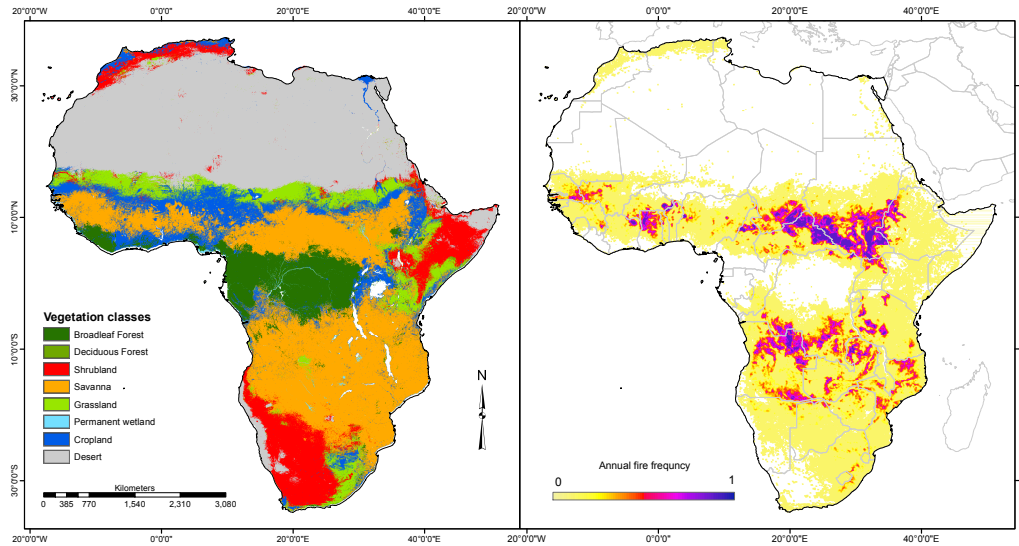 20°0'0"W 0°0'0" 20°0'0"E 40°0'0"E 20°0'0"W 0°0'0" 20°0'0"E 40°0'0"E
30°0'0"N
10°0'0"N
10°0'0"S
30°0'0"S
Vegetation classes
Broadleaf Forest
Deciduous Forest
Shrubland
Savanna
Grassland
Permanent wetland
Cropland
Desert
N
Kilometers
0 385 770 1,540 2,310 3,080
Annual fire frequncy
0 1
20°0'0"W 0°0'0" 20°0'0"E 40°0'0"E 0°0'0" 20°0'0"E 40°0'0"E